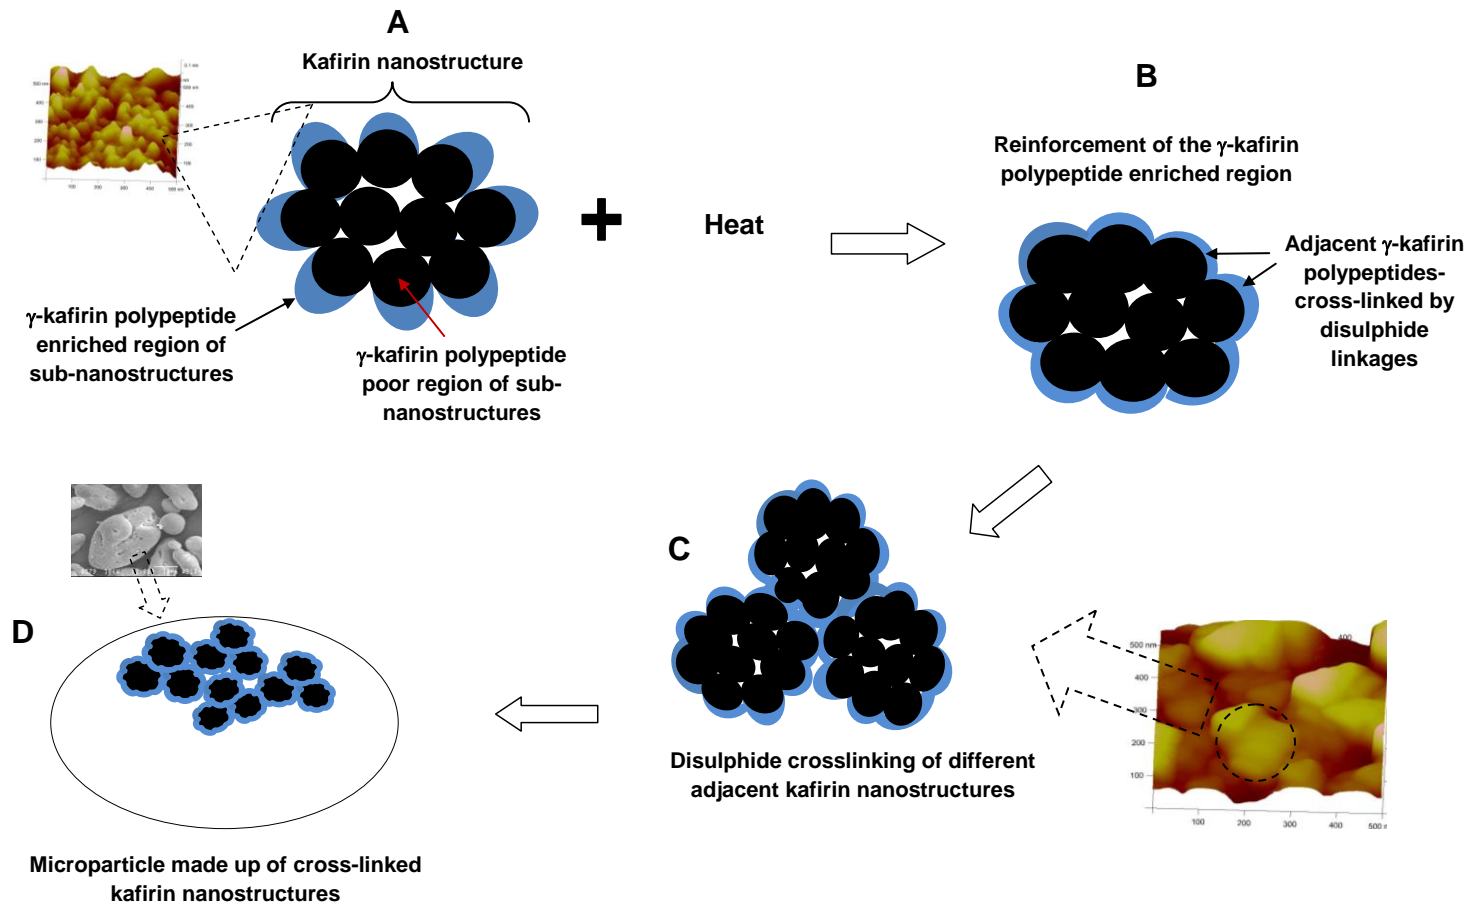 A
Kafirin nanostructure
B
Reinforcement of the γ-kafirin
polypeptide enriched region
+
Heat
Adjacent γ-kafirin
polypeptides-
cross-linked by
disulphide
linkages
γ-kafirin polypeptide
enriched region of
sub-nanostructures
γ-kafirin polypeptide
poor region of sub-
nanostructures
C
Disulphide crosslinking of different
adjacent kafirin nanostructures
500 nm
400
300
200
100
100
200
300
400
400
D
Microparticle made up of cross-linked
kafirin nanostructures